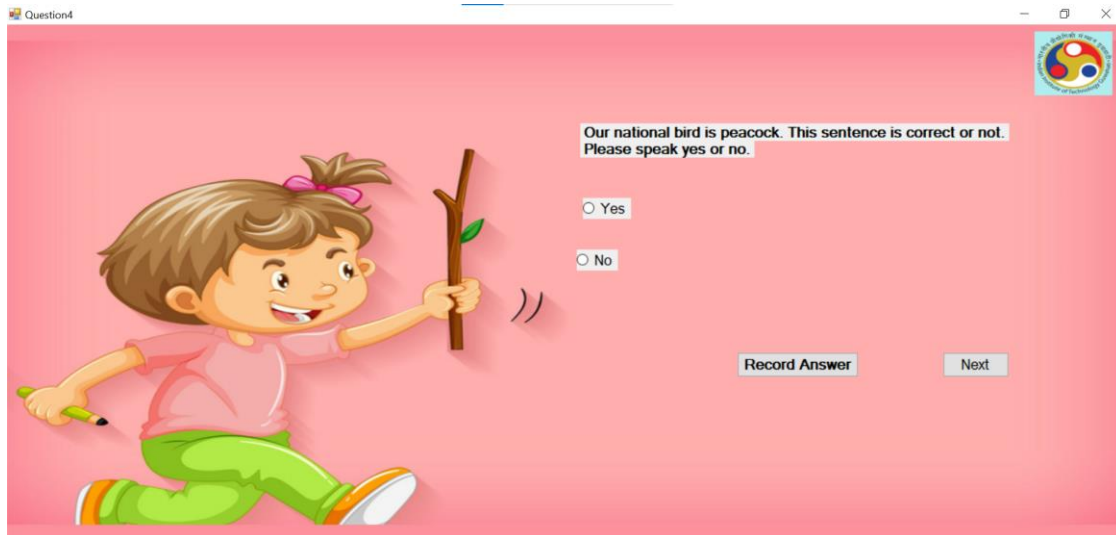 Question4
Our national bird is peacock. This sentence is correct or not.
Please speak yes or no.
Yes
No
Record Answer
Next